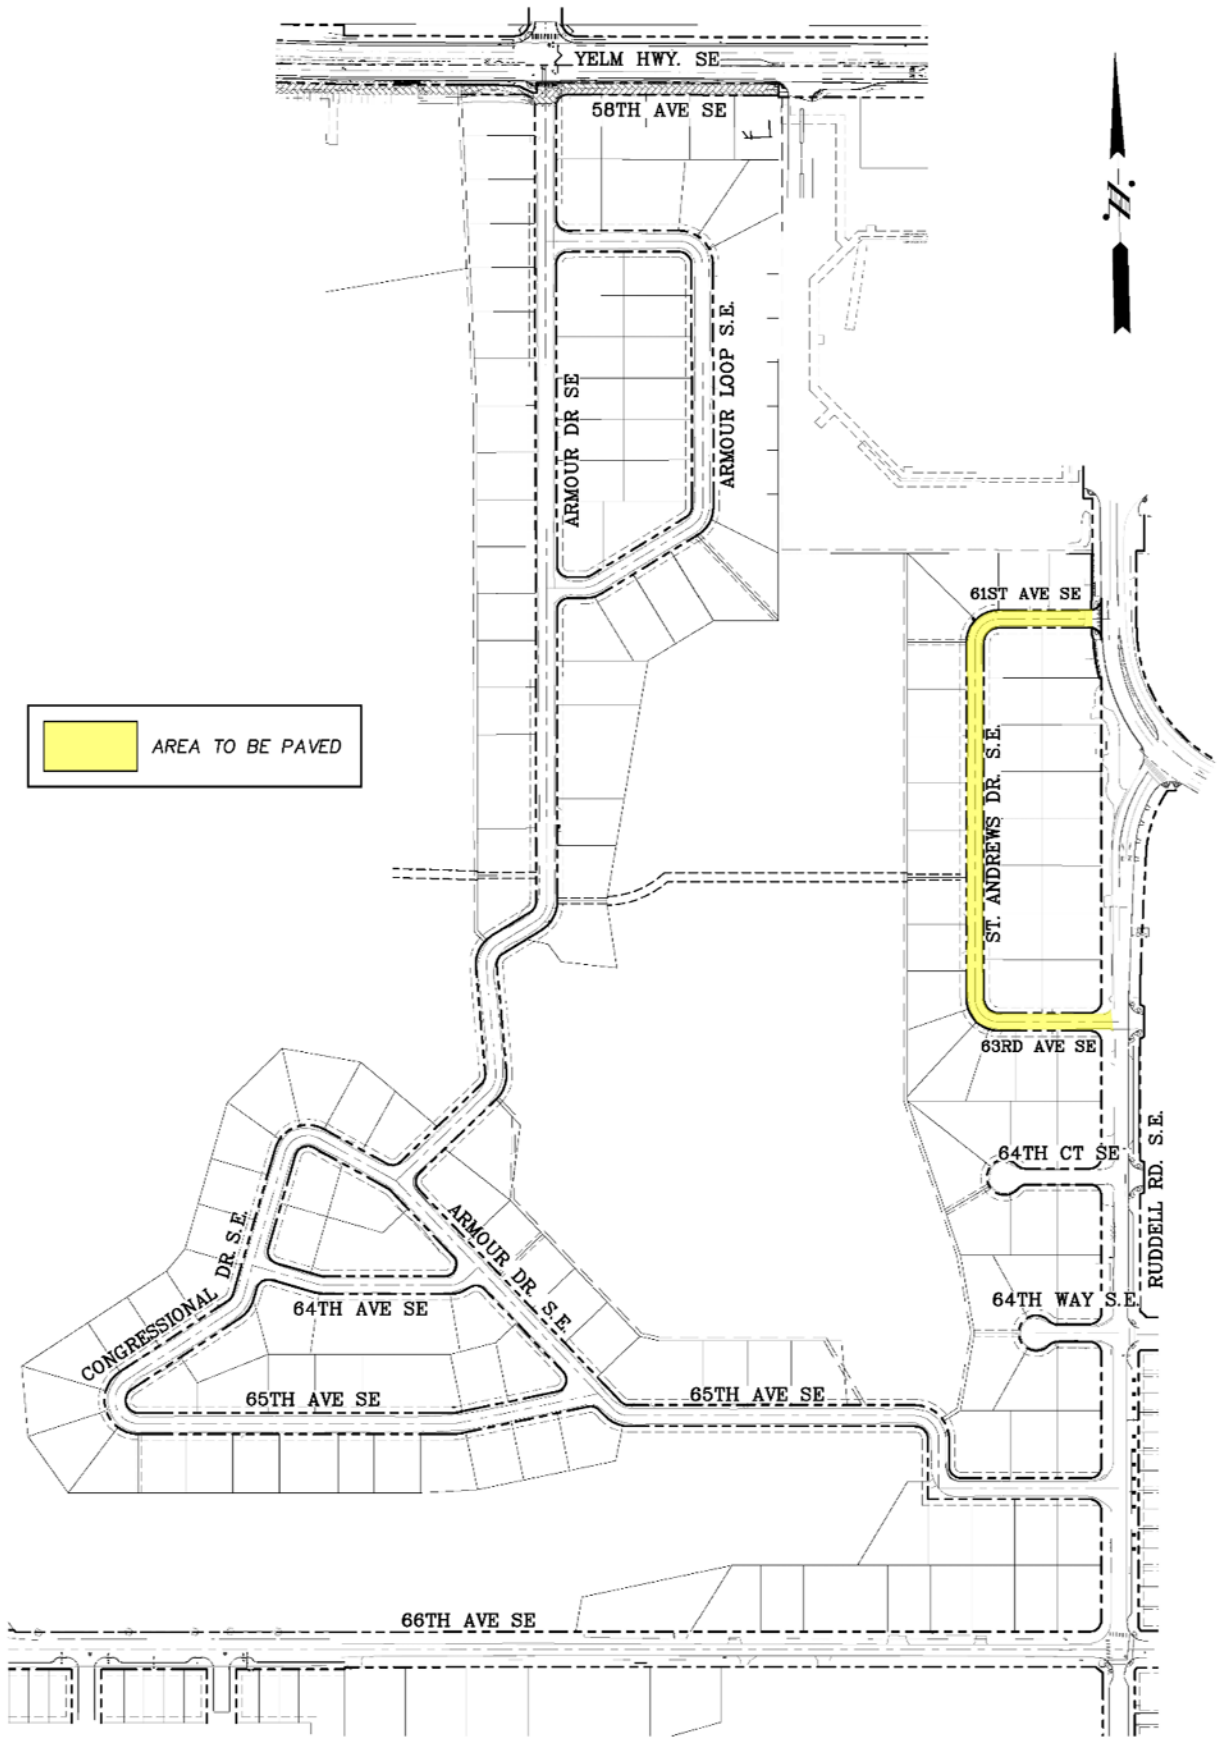 YELM HWY. SE
58TH AVE SE
N.
ARMOUR LOOP S.E.
ARMOUR DR SE
61ST AVE SE
AREA TO BE PAVED
ST. ANDREWS DR. S.E.
63RD AVE SE
64TH CT SE
RUDDELL RD. S.E.
ARMOUR DR. S.E.
CONGRESSIONAL DR. S.E.
64TH AVE SE
64TH WAY S.E.
65TH AVE SE
65TH AVE SE
66TH AVE SE